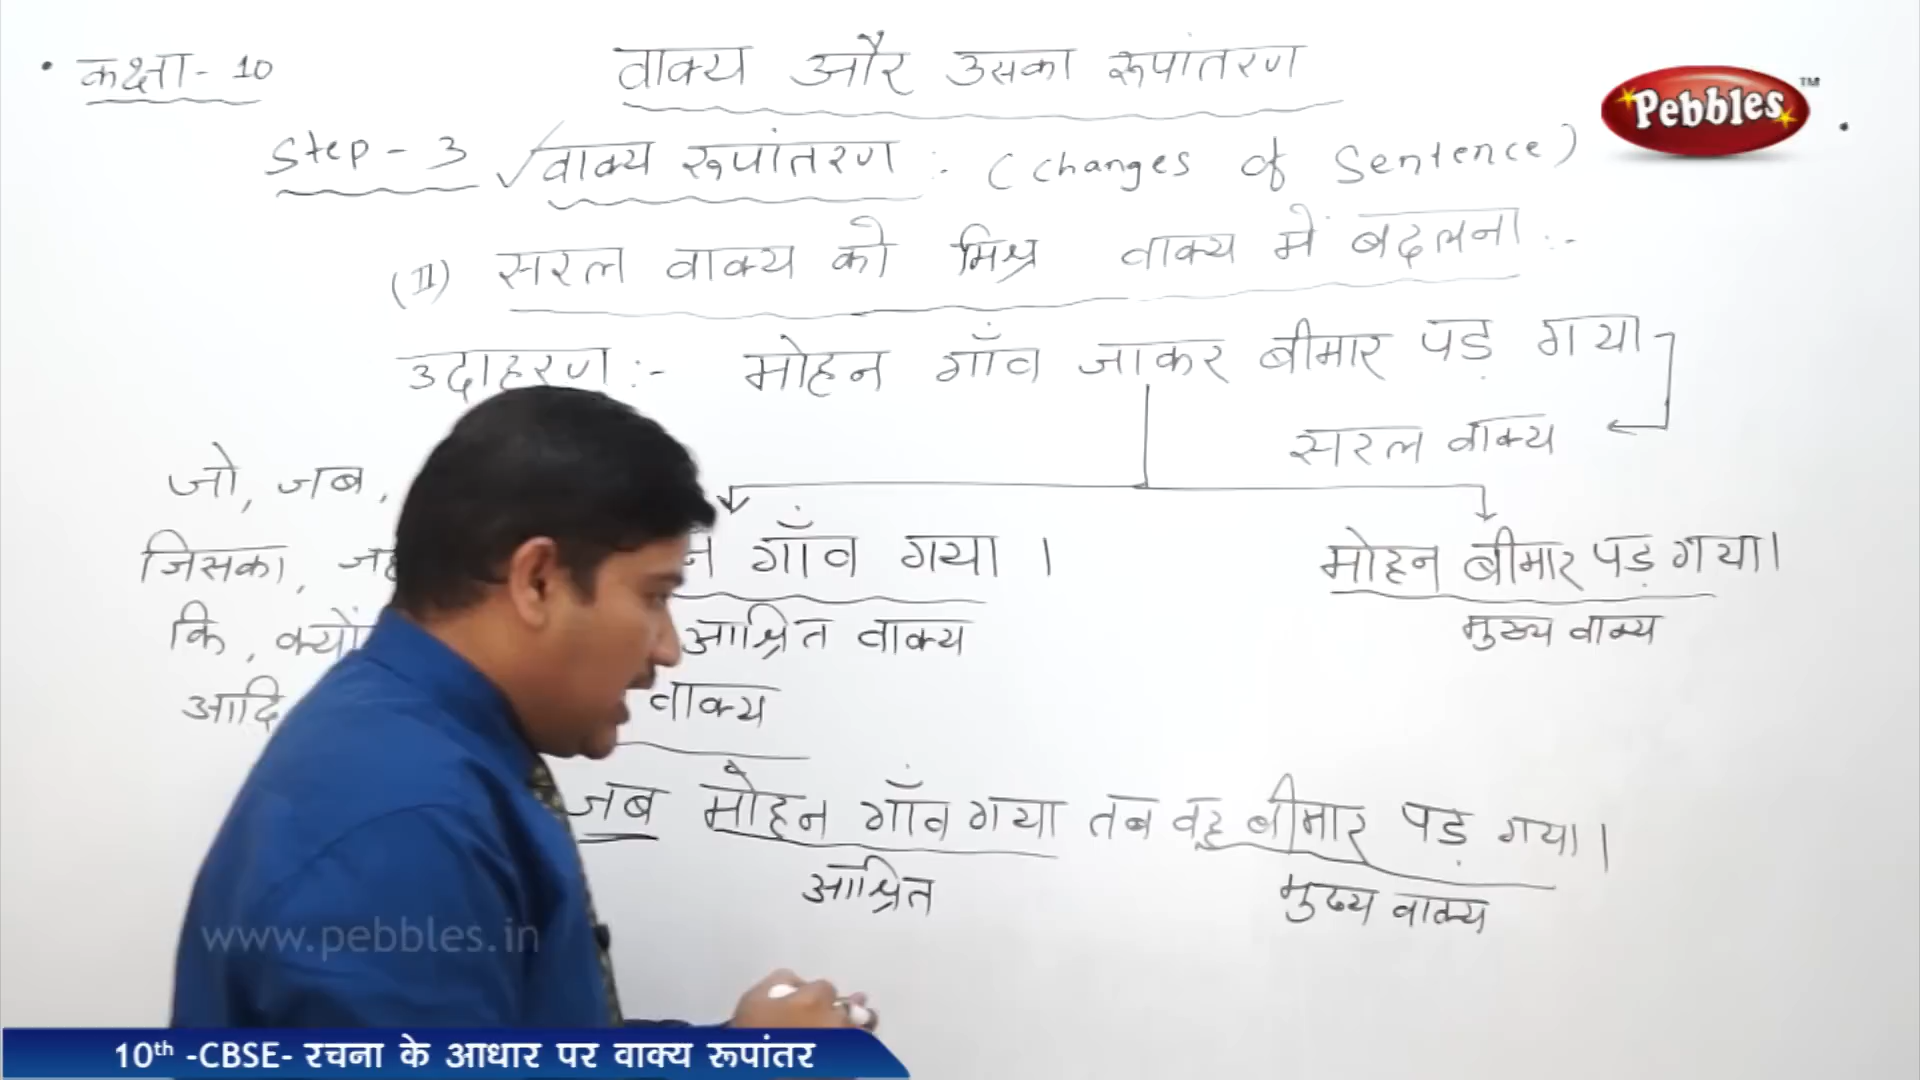 कक्षा - 10
वाक्य और उसका रूपांतरण
Pebbles™
Step - 3 √वाक्य रूपांतरण :- (Changes of Sentence)
(II) सरल वाक्य को मिश्र वाक्य में बदलना :-
उदाहरण :- मोहन गाँव जाकर बीमार पड़ गया
सरल वाक्य
जो, जब,
गाँव गया । मोहन बीमार पड़ गया।
जिसका,
आश्रित वाक्य मुख्य वाक्य
कि,
आदि वाक्य
जब मोहन गाँव गया तब वह बीमार पड़ गया।
आश्रित मुख्य वाक्य
www.pebbles.in
10th -CBSE- रचना के आधार पर वाक्य रूपांतर